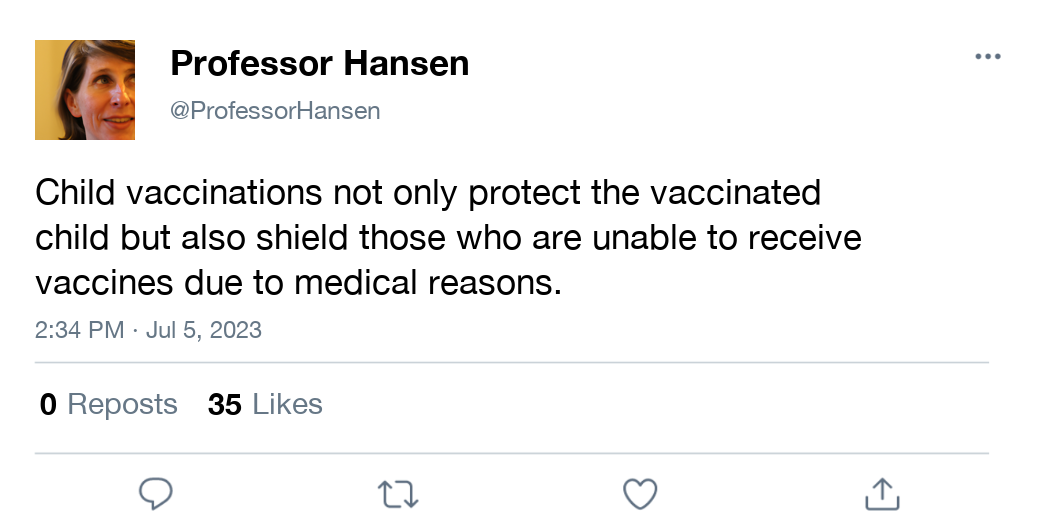 Professor Hansen
@ProfessorHansen
Child vaccinations not only protect the vaccinated
child but also shield those who are unable to receive
vaccines due to medical reasons.
2:34 PM · Jul 5, 2023
0 Reposts 35 Likes